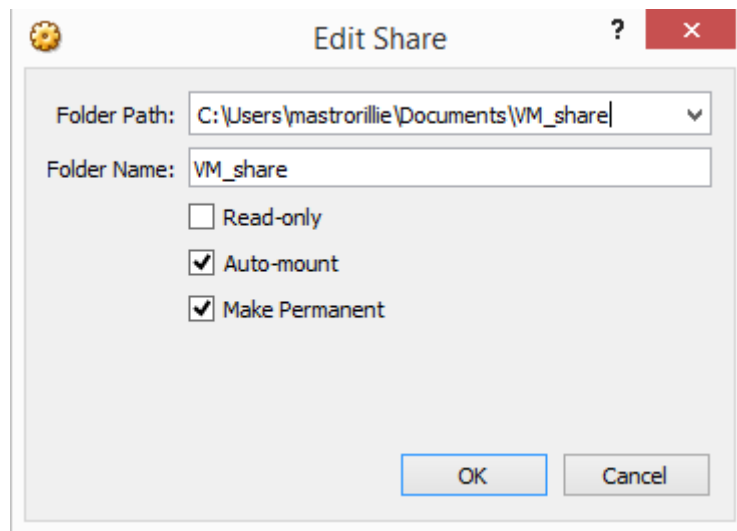 Edit Share
?
Folder Path: C:\Users\mastrorillie\Documents\VM_share
Folder Name: VM_share
Read-only
Auto-mount
Make Permanent
OK Cancel